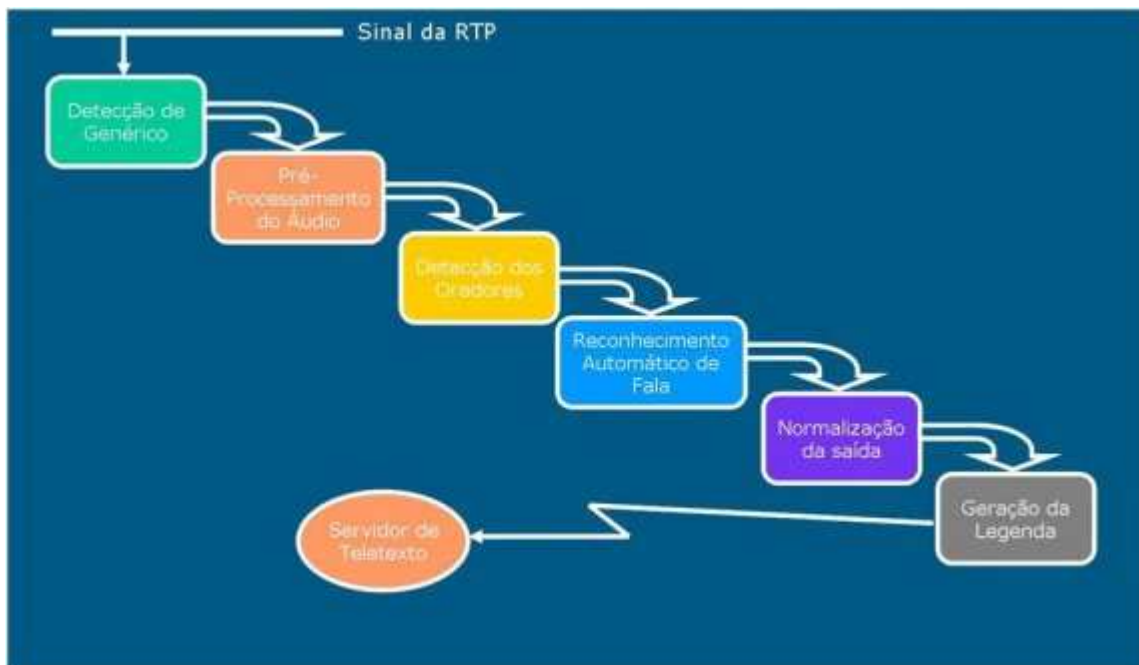 Sinal da RTP
Detecção de
Genérico
Pré-
Processamento
do Áudio
Detecção dos
Oradores
Reconhecimento
Automático de
Fala
Normalização
da saída
Geração da
Legenda
Servidor de
Teletexto